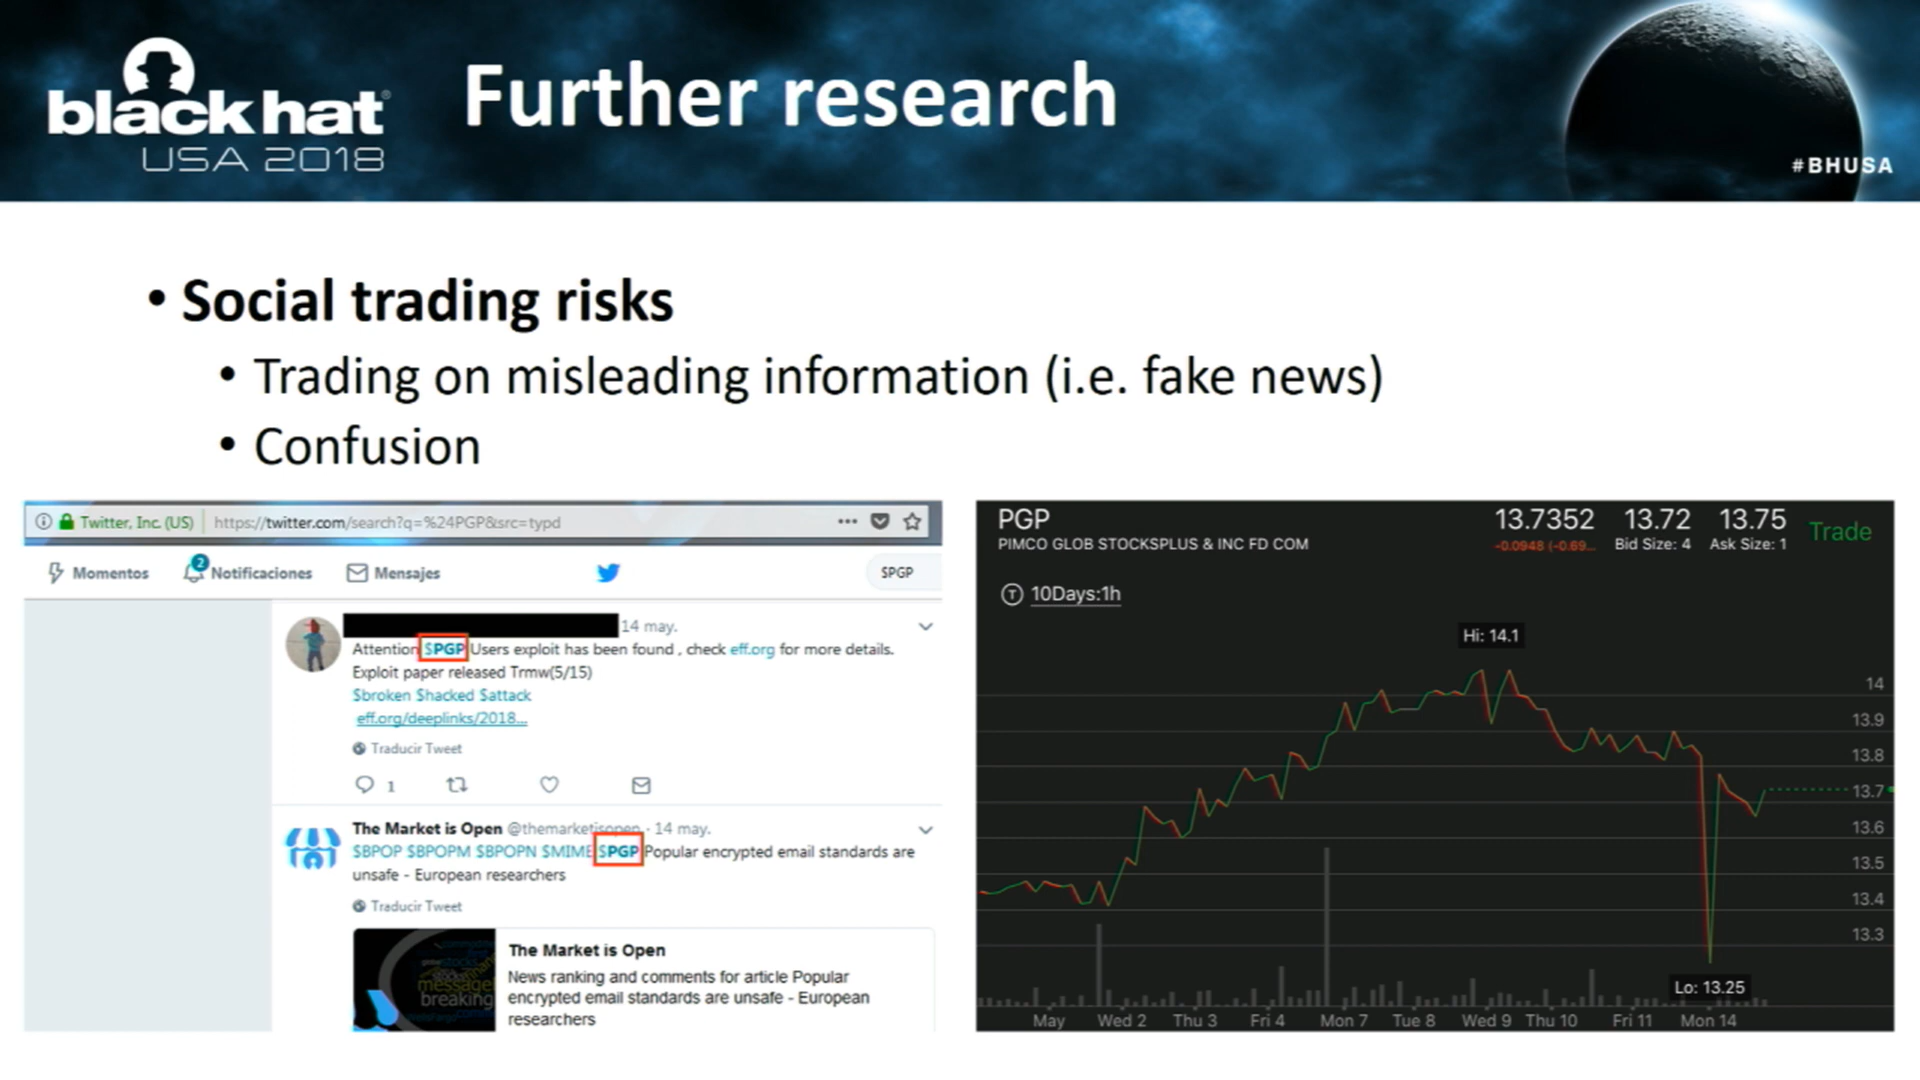 black hat
USA 2018
Further research
#BHUSA
• Social trading risks
• Trading on misleading information (i.e. fake news)
• Confusion
Twitter, Inc. (US) https://twitter.com/search?q=%24PGP&src=typd
Momentos 2 Notificaciones Mensajes $PGP
14 may.
Attention $PGP Users exploit has been found , check eff.org for more details.
Exploit paper released Trmw(5/15)
$broken $hacked $attack
eff.org/deeplinks/2018...
Traducir Tweet
1
The Market is Open @themarketisopen · 14 may.
$BPOP $BPOPM $BPOPN $MIME $PGP Popular encrypted email standards are
unsafe - European researchers
Traducir Tweet
message
breaking
The Market is Open
News ranking and comments for article Popular
encrypted email standards are unsafe - European
researchers
PGP 13.7352 13.72 13.75 Trade
PIMCO GLOB STOCKSPLUS & INC FD COM -0.0948 (-0.69... Bid Size: 4 Ask Size: 1
T 10Days:1h
Hi: 14.1
14
13.9
13.8
13.7
13.6
13.5
13.4
13.3
Lo: 13.25
May Wed 2 Thu 3 Fri 4 Mon 7 Tue 8 Wed 9 Thu 10 Fri 11 Mon 14